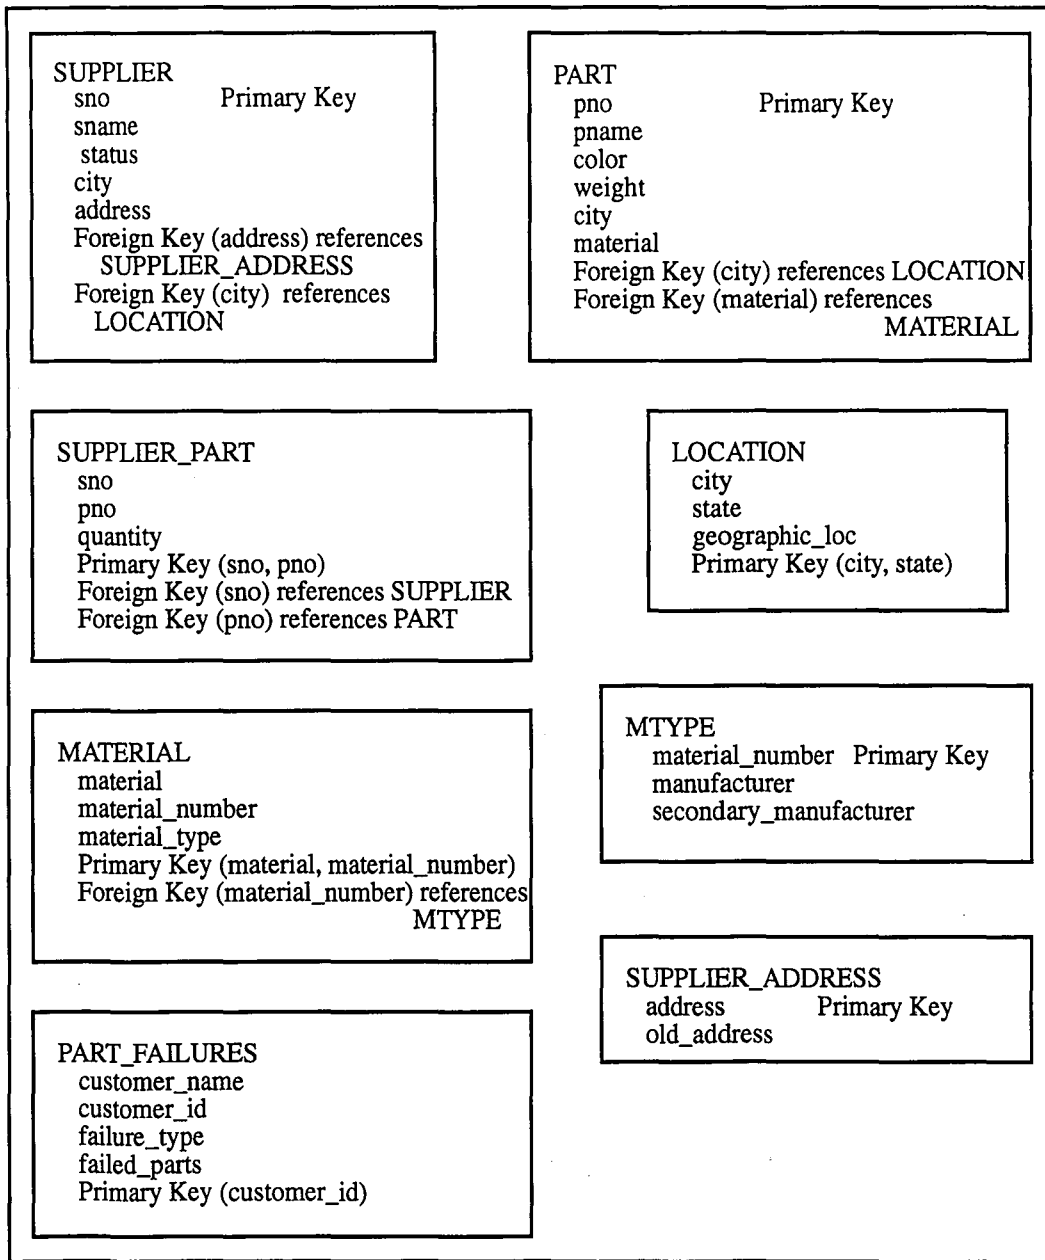 SUPPLIER
sno Primary Key
sname
status
city
address
Foreign Key (address) references
SUPPLIER_ADDRESS
Foreign Key (city) references
LOCATION
PART
pno Primary Key
pname
color
weight
city
material
Foreign Key (city) references LOCATION
Foreign Key (material) references
MATERIAL
SUPPLIER_PART
sno
pno
quantity
Primary Key (sno, pno)
Foreign Key (sno) references SUPPLIER
Foreign Key (pno) references PART
LOCATION
city
state
geographic_loc
Primary Key (city, state)
MATERIAL
material
material_number
material_type
Primary Key (material, material_number)
Foreign Key (material_number) references
MTYPE
MTYPE
material_number Primary Key
manufacturer
secondary_manufacturer
SUPPLIER_ADDRESS
address Primary Key
old_address
PART_FAILURES
customer_name
customer_id
failure_type
failed_parts
Primary Key (customer_id)